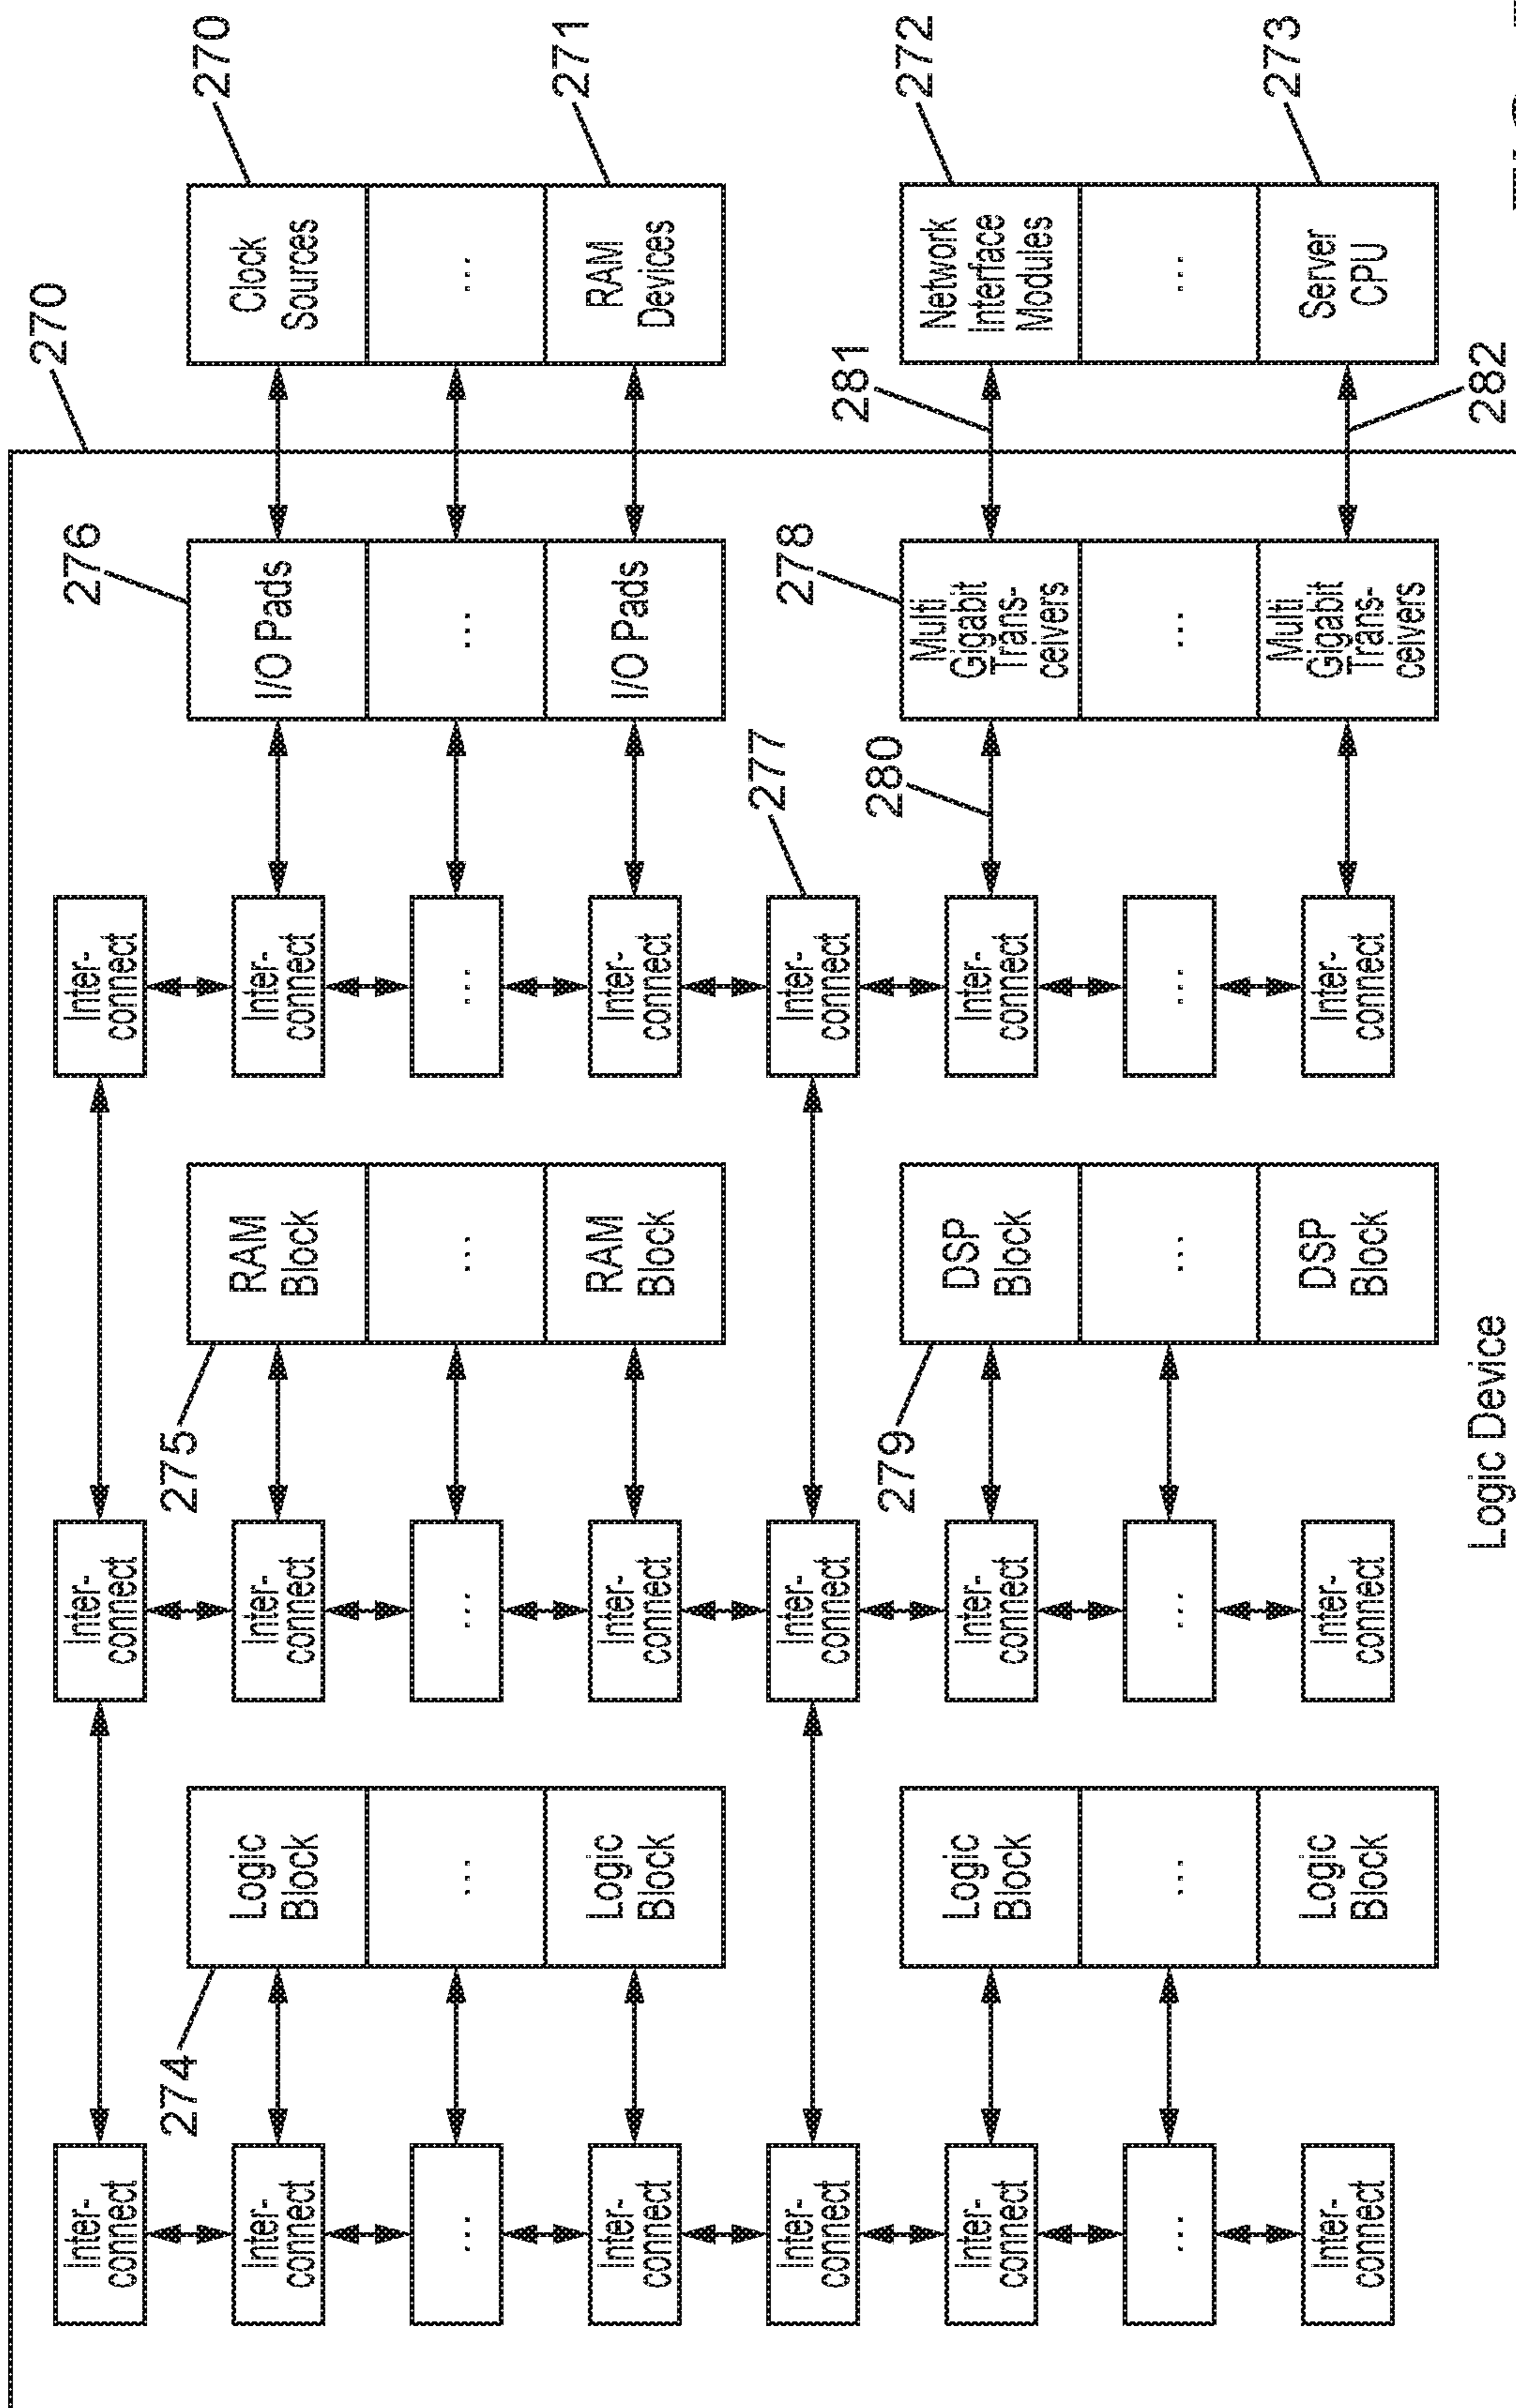 270
276
Inter-
connect
Inter-
connect
Inter-
connect
274
275
270
Inter-
connect
Logic
Block
Inter-
connect
RAM
Block
Inter-
connect
I/O Pads
Clock
Sources
...
...
...
...
...
...
...
271
Inter-
connect
Logic
Block
Inter-
connect
RAM
Block
Inter-
connect
I/O Pads
RAM
Devices
Inter-
connect
Inter-
connect
Inter-
connect
277
278
281
279
280
272
Inter-
connect
Logic
Block
Inter-
connect
DSP
Block
Inter-
connect
Multi
Gigabit
Trans-
ceivers
Network
Interface
Modules
...
...
...
...
...
...
...
273
Inter-
connect
Logic
Block
Inter-
connect
DSP
Block
Inter-
connect
Multi
Gigabit
Trans-
ceivers
Server
CPU
Logic Device
282